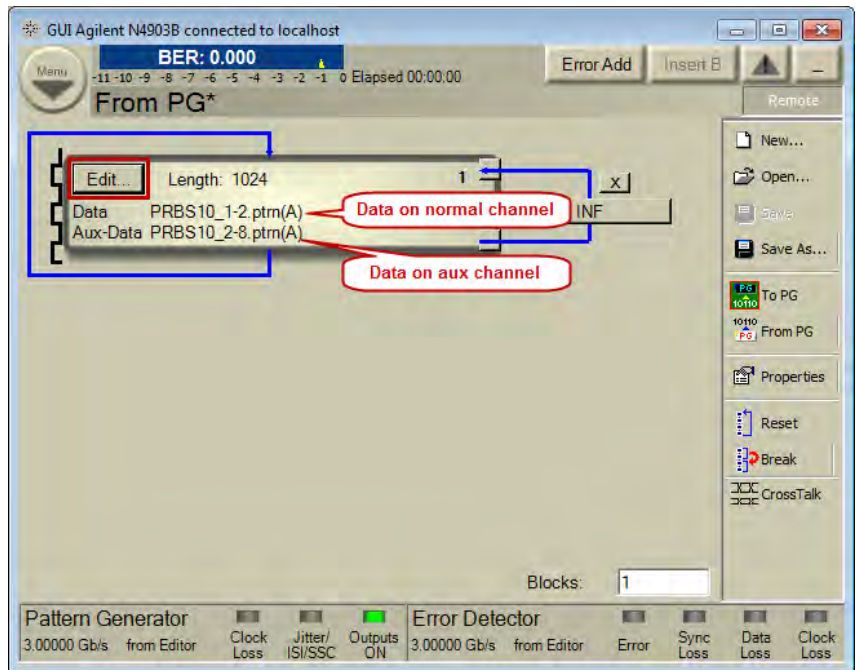 GUI Agilent N4903B connected to localhost
Menu
BER: 0.000
-11 -10 -9 -8 -7 -6 -5 -4 -3 -2 -1 0 Elapsed 00:00:00
From PG*
Error Add
Insert B
Remote
Edit...
Length: 1024
1
Data PRBS10_1-2.ptrn(A)
Aux-Data PRBS10_2-8.ptrn(A)
Data on normal channel
Data on aux channel
X
INF
New...
Open...
Save
Save As...
PG
10110
To PG
10110
PG
From PG
Properties
Reset
Break
CrossTalk
Blocks: 1
Pattern Generator
3.00000 Gb/s from Editor
Clock Loss
Jitter/ ISI/SSC
Outputs ON
Error Detector
3.00000 Gb/s from Editor
Error
Sync Loss
Data Loss
Clock Loss